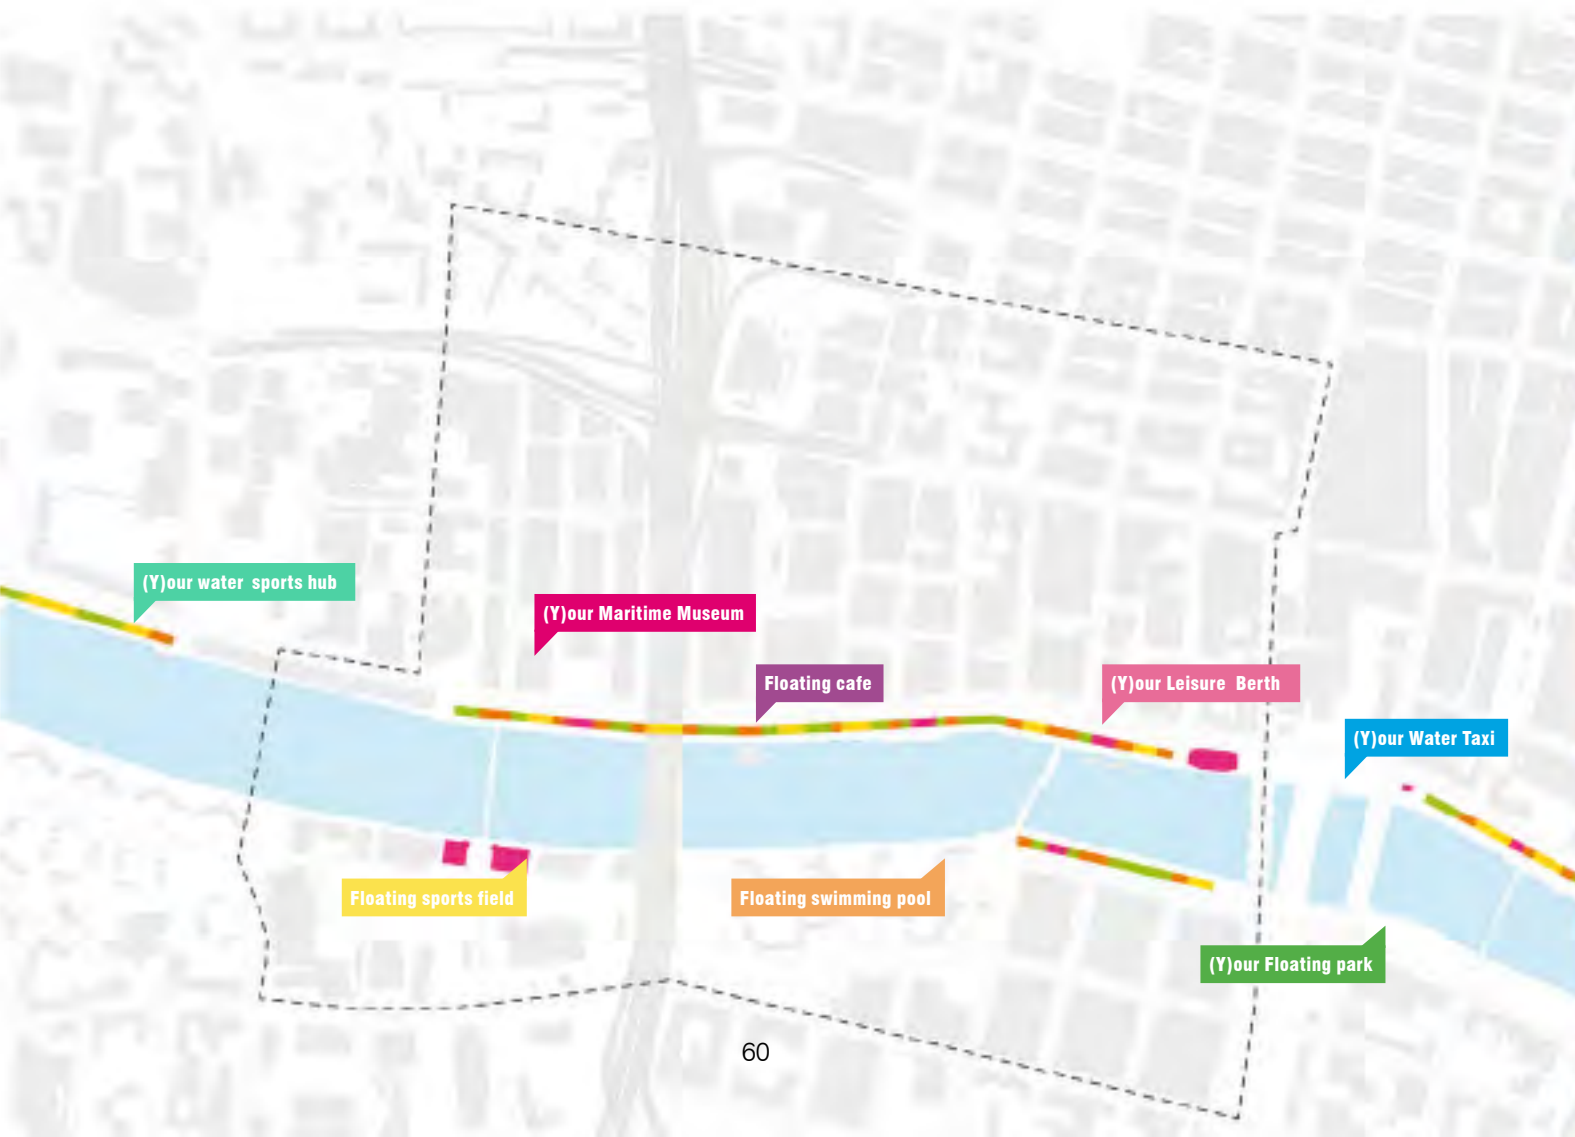 (Y)our water sports hub
(Y)our Maritime Museum
Floating cafe
(Y)our Leisure Berth
(Y)our Water Taxi
Floating sports field
Floating swimming pool
(Y)our Floating park
60